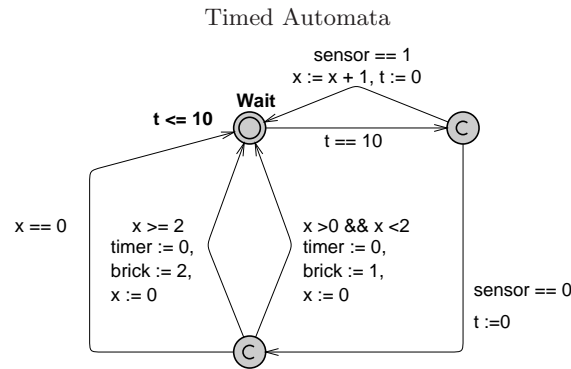 Timed Automata
sensor == 1
x := x + 1, t := 0
Wait
t <= 10
C
t == 10
x == 0
x >= 2
timer := 0,
brick := 2,
x := 0
x >0 && x <2
timer := 0,
brick := 1,
x := 0
sensor == 0
t :=0
C